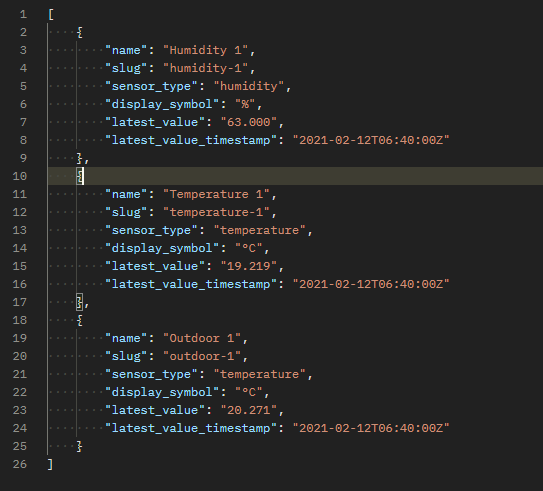 1 [
2     {
3         "name": "Humidity 1",
4         "slug": "humidity-1",
5         "sensor_type": "humidity",
6         "display_symbol": "%",
7         "latest_value": "63.000",
8         "latest_value_timestamp": "2021-02-12T06:40:00Z"
9     },
10     {
11         "name": "Temperature 1",
12         "slug": "temperature-1",
13         "sensor_type": "temperature",
14         "display_symbol": "°C",
15         "latest_value": "19.219",
16         "latest_value_timestamp": "2021-02-12T06:40:00Z"
17     },
18     {
19         "name": "Outdoor 1",
20         "slug": "outdoor-1",
21         "sensor_type": "temperature",
22         "display_symbol": "°C",
23         "latest_value": "20.271",
24         "latest_value_timestamp": "2021-02-12T06:40:00Z"
25     }
26 ]